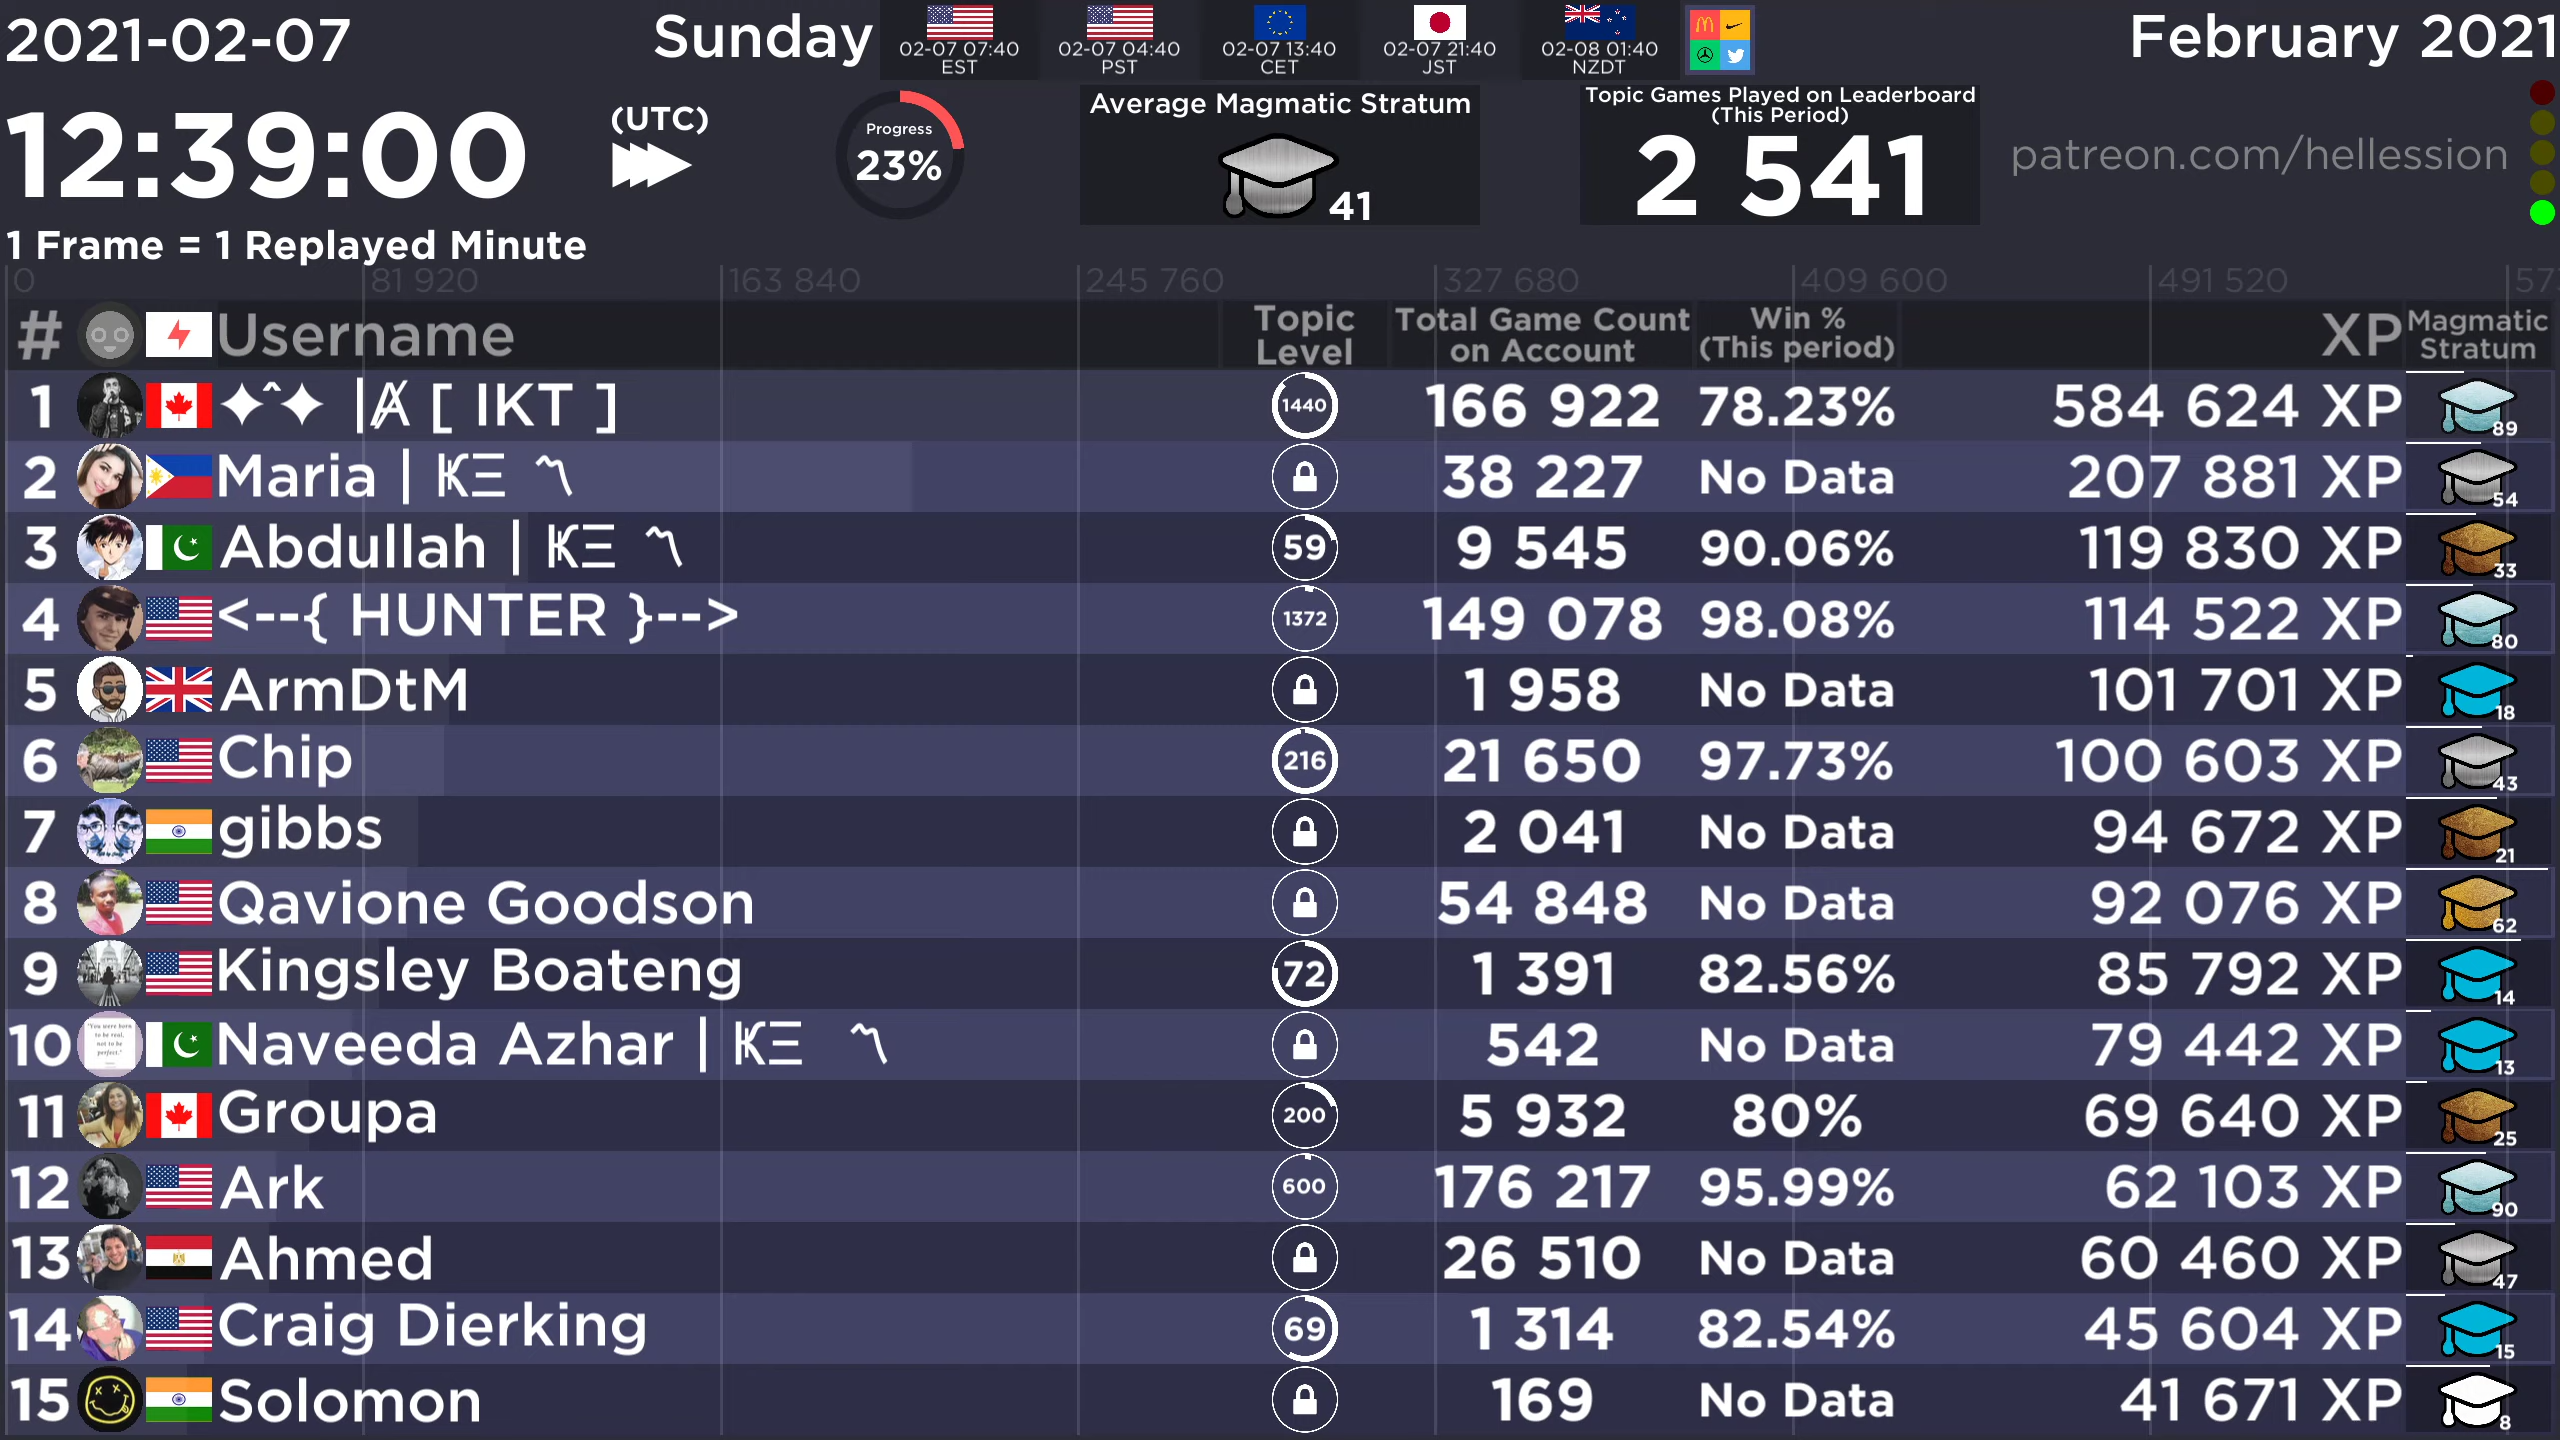 2021-02-07
Sunday
02-07 07:40
EST
02-07 04:40
PST
02-07 13:40
CET
02-07 21:40
JST
02-08 01:40
NZDT
February 2021
12:39:00
(UTC)
Progress
23%
Average Magmatic Stratum
41
Topic Games Played on Leaderboard
(This Period)
2 541
patreon.com/hellession
1 Frame = 1 Replayed Minute
0 81 920 163 840 245 760 327 680 409 600 491 520 573
# Username Topic Level Total Game Count on Account Win % (This period) XP Magmatic Stratum
1 ✦ˆ✦ |Ⱥ [ IKT ] 1440 166 922 78.23% 584 624 XP 89
2 Maria | 38 227 No Data 207 881 XP 54
3 Abdullah | 59 9 545 90.06% 119 830 XP 33
4 <--{ HUNTER }--> 1372 149 078 98.08% 114 522 XP 80
5 ArmDtM 1 958 No Data 101 701 XP 18
6 Chip 216 21 650 97.73% 100 603 XP 43
7 gibbs 2 041 No Data 94 672 XP 21
8 Qavione Goodson 54 848 No Data 92 076 XP 62
9 Kingsley Boateng 72 1 391 82.56% 85 792 XP 14
10 Naveeda Azhar | 542 No Data 79 442 XP 13
11 Groupa 200 5 932 80% 69 640 XP 25
12 Ark 600 176 217 95.99% 62 103 XP 90
13 Ahmed 26 510 No Data 60 460 XP 47
14 Craig Dierking 69 1 314 82.54% 45 604 XP 15
15 Solomon 169 No Data 41 671 XP 8